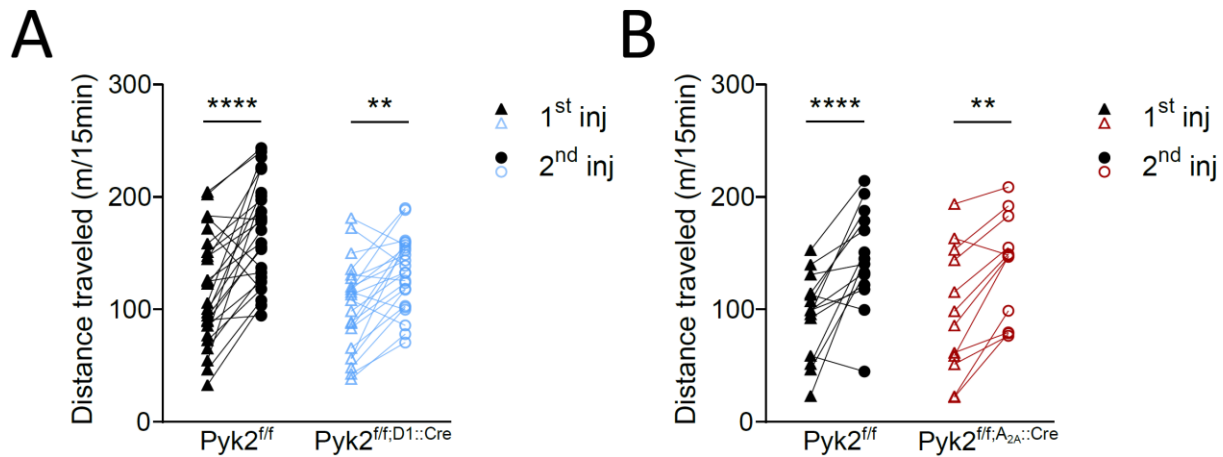 A
Distance traveled (m/15min)
300
200
100
0
****
**
1st inj
2nd inj
Pyk2f/f
Pyk2f/f;D1::Cre
B
Distance traveled (m/15min)
300
200
100
0
****
**
1st inj
2nd inj
Pyk2f/f
Pyk2f/f;A2A::Cre